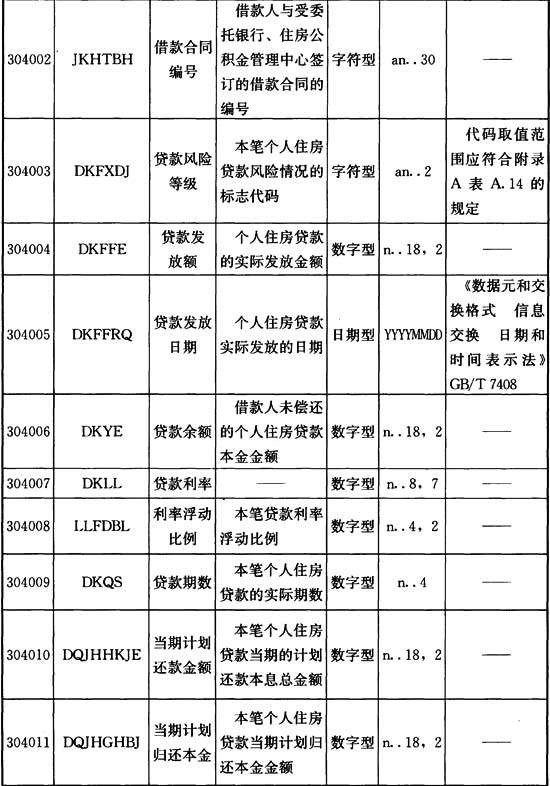 304002 JKHTBH 借款合同编号 借款人与受委托银行、住房公积金管理中心签订的借款合同的编号 字符型 an..30 ——
304003 DKFXDJ 贷款风险等级 本笔个人住房贷款风险情况的标志代码 字符型 an..2 代码取值范围应符合附录A 表 A.14 的规定
304004 DKFFE 贷款发放额 个人住房贷款的实际发放金额 数字型 n..18，2 ——
304005 DKFFRQ 贷款发放日期 个人住房贷款实际发放的日期 日期型 YYYYMMDD 《数据元和交换格式 信息交换 日期和时间表示法》GB/T 7408
304006 DKYE 贷款余额 借款人未偿还的个人住房贷款本金金额 数字型 n..18，2 ——
304007 DKLL 贷款利率 —— 数字型 n..8，7 ——
304008 LLFDBL 利率浮动比例 本笔贷款利率浮动比例 数字型 n..4，2 ——
304009 DKQS 贷款期数 本笔个人住房贷款的实际期数 数字型 n..4 ——
304010 DQJHHKJE 当期计划还款金额 本笔个人住房贷款当期的计划还款本息总金额 数字型 n..18，2 ——
304011 DQJHGHBJ 当期计划归还本金 本笔个人住房贷款当期计划归还本金金额 数字型 n..18，2 ——